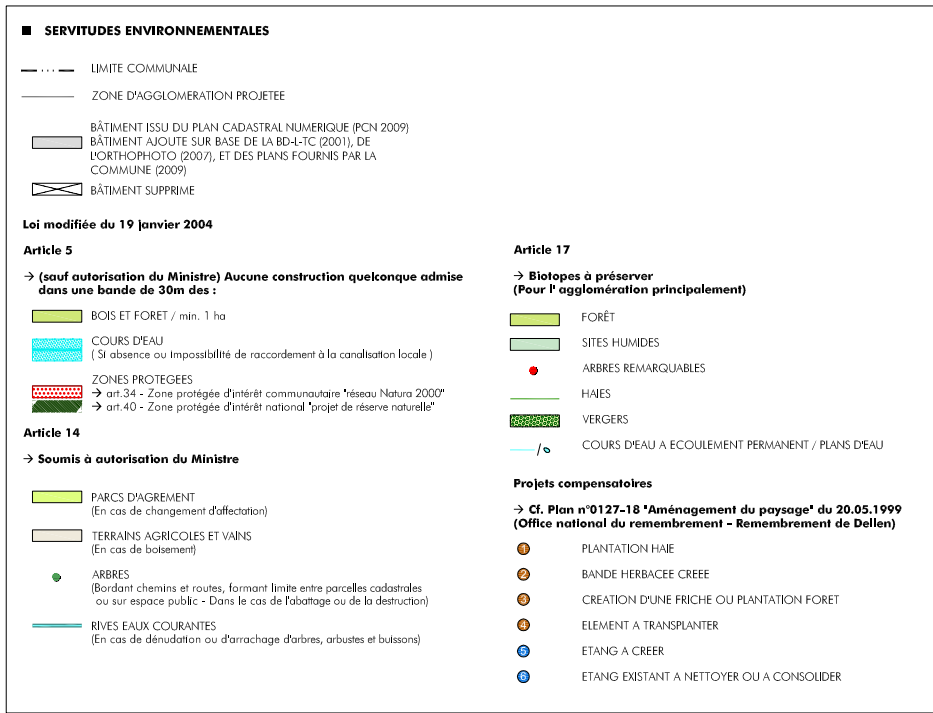 ■ SERVITUDES ENVIRONNEMENTALES
LIMITE COMMUNALE
ZONE D'AGGLOMERATION PROJETEE
BÂTIMENT ISSU DU PLAN CADASTRAL NUMERIQUE (PCN 2009)
BÂTIMENT AJOUTE SUR BASE DE LA BD-L-TC (2001), DE
L'ORTHOPHOTO (2007), ET DES PLANS FOURNIS PAR LA
COMMUNE (2009)
BÂTIMENT SUPPRIME
Loi modifiée du 19 janvier 2004
Article 5
→ (sauf autorisation du Ministre) Aucune construction quelconque admise
dans une bande de 30m des :
BOIS ET FORET / min. 1 ha
COURS D'EAU
( Si absence ou impossibilité de raccordement à la canalisation locale )
ZONES PROTEGEES
→ art.34 - Zone protégée d'intérêt communautaire "réseau Natura 2000"
→ art.40 - Zone protégée d'intérêt national "projet de réserve naturelle"
Article 14
→ Soumis à autorisation du Ministre
PARCS D'AGREMENT
(En cas de changement d'affectation)
TERRAINS AGRICOLES ET VAINS
(En cas de boisement)
ARBRES
(Bordant chemins et routes, formant limite entre parcelles cadastrales
ou sur espace public - Dans le cas de l'abattage ou de la destruction)
RIVES EAUX COURANTES
(En cas de dénudation ou d'arrachage d'arbres, arbustes et buissons)
Article 17
→ Biotopes à préserver
(Pour l' agglomération principalement)
FORÊT
SITES HUMIDES
ARBRES REMARQUABLES
HAIES
VERGERS
/ COURS D'EAU A ECOULEMENT PERMANENT / PLANS D'EAU
Projets compensatoires
→ Cf. Plan n°0127-18 "Aménagement du paysage" du 20.05.1999
(Office national du remembrement - Remembrement de Dellen)
1 PLANTATION HAIE
2 BANDE HERBACEE CREEE
3 CREATION D'UNE FRICHE OU PLANTATION FORET
4 ELEMENT A TRANSPLANTER
5 ETANG A CREER
6 ETANG EXISTANT A NETTOYER OU A CONSOLIDER